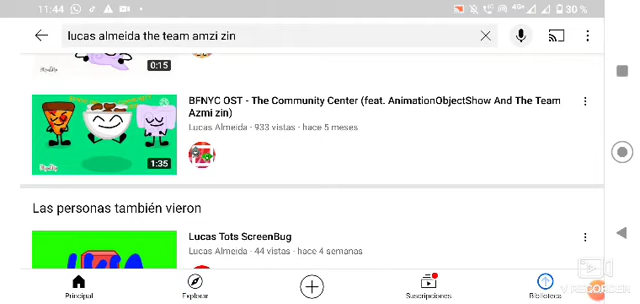 11:44
4G
30 %
lucas almeida the team amzi zin
0:15
BFNYC OST - The Community Center (feat. AnimationObjectShow And The Team
Azmi zin)
Lucas Almeida · 933 vistas · hace 5 meses
1:35
Las personas también vieron
Lucas Tots ScreenBug
Lucas Almeida · 44 vistas · hace 4 semanas
Principal
Explorar
Suscripciones
Biblioteca
V RECORDER